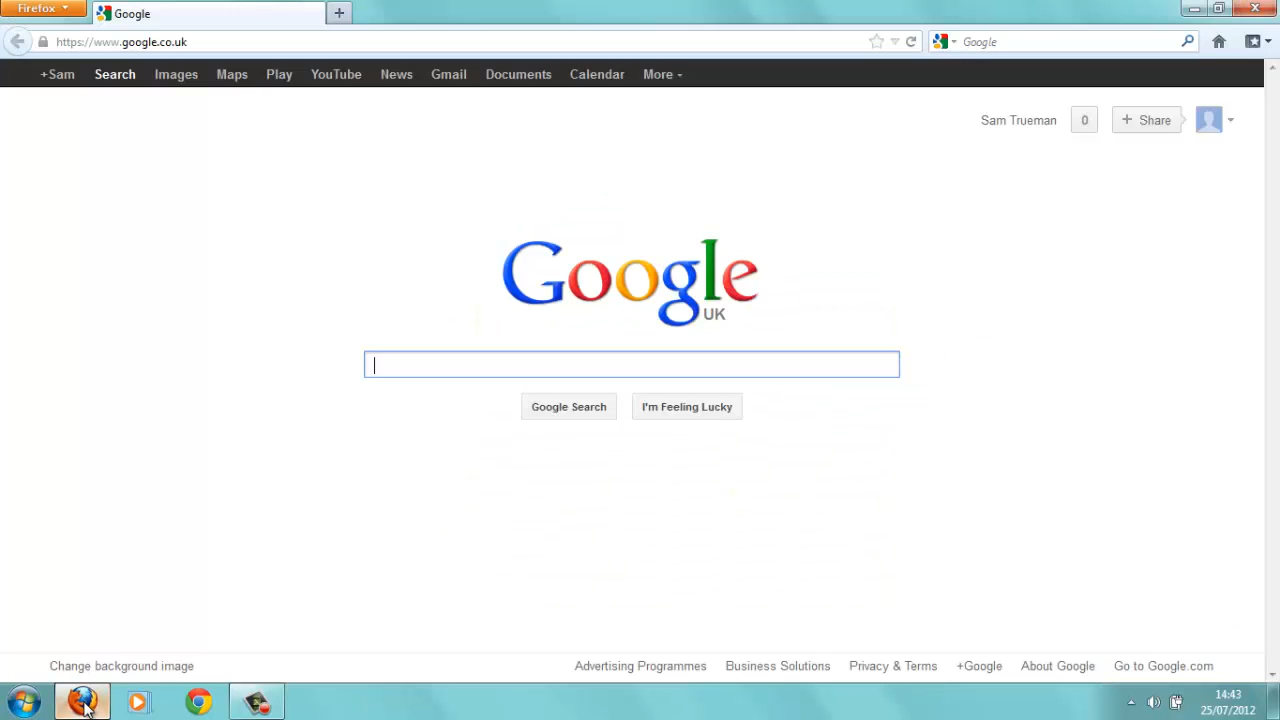 Firefox
Google
https://www.google.co.uk
Google
+Sam Search Images Maps Play YouTube News Gmail Documents Calendar More
Sam Trueman 0 + Share
Google
UK
Google Search I'm Feeling Lucky
Change background image Advertising Programmes Business Solutions Privacy & Terms +Google About Google Go to Google.com
14:43
25/07/2012